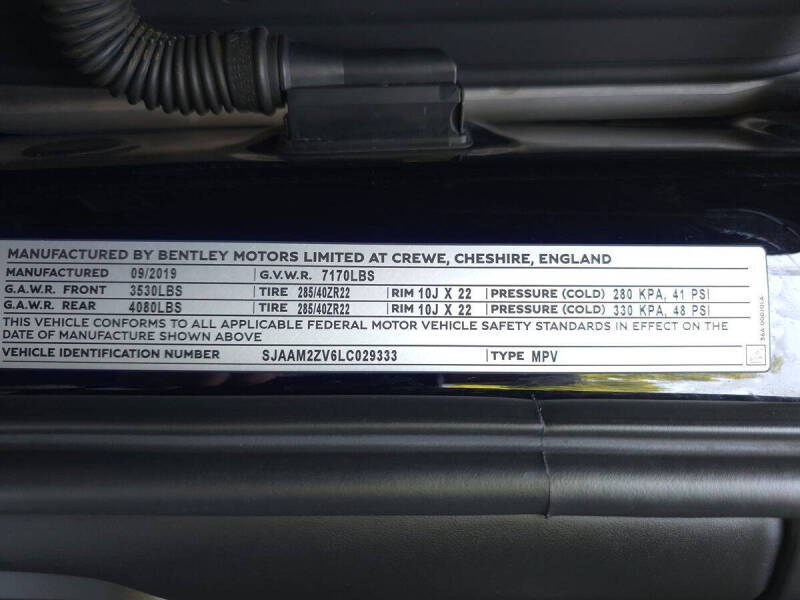 MANUFACTURED BY BENTLEY MOTORS LIMITED AT CREWE, CHESHIRE, ENGLAND
MANUFACTURED 09/2019 G.V.W.R. 7170LBS
G.A.W.R. FRONT 3530LBS TIRE 285/40ZR22 RIM 10J X 22 PRESSURE (COLD) 280 KPA, 41 PSI
G.A.W.R. REAR 4080LBS TIRE 285/40ZR22 RIM 10J X 22 PRESSURE (COLD) 330 KPA, 48 PSI
THIS VEHICLE CONFORMS TO ALL APPLICABLE FEDERAL MOTOR VEHICLE SAFETY STANDARDS IN EFFECT ON THE
DATE OF MANUFACTURE SHOWN ABOVE
VEHICLE IDENTIFICATION NUMBER SJAAM2ZV6LC029333 TYPE MPV